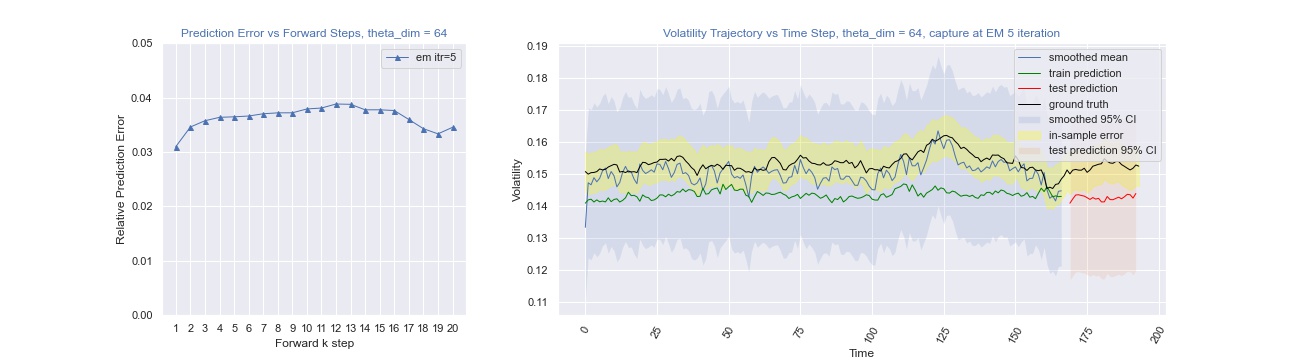 Prediction Error vs Forward Steps, theta_dim = 64
0.05
0.04
0.03
0.02
0.01
0.00
Relative Prediction Error
em itr=5
1 2 3 4 5 6 7 8 9 10 11 12 13 14 15 16 17 18 19 20
Forward k step
Volatility Trajectory vs Time Step, theta_dim = 64, capture at EM 5 iteration
0.19
0.18
0.17
0.16
0.15
0.14
0.13
0.12
0.11
Volatility
smoothed mean
train prediction
test prediction
ground truth
smoothed 95% CI
in-sample error
test prediction 95% CI
0 25 50 75 100 125 150 175 200
Time